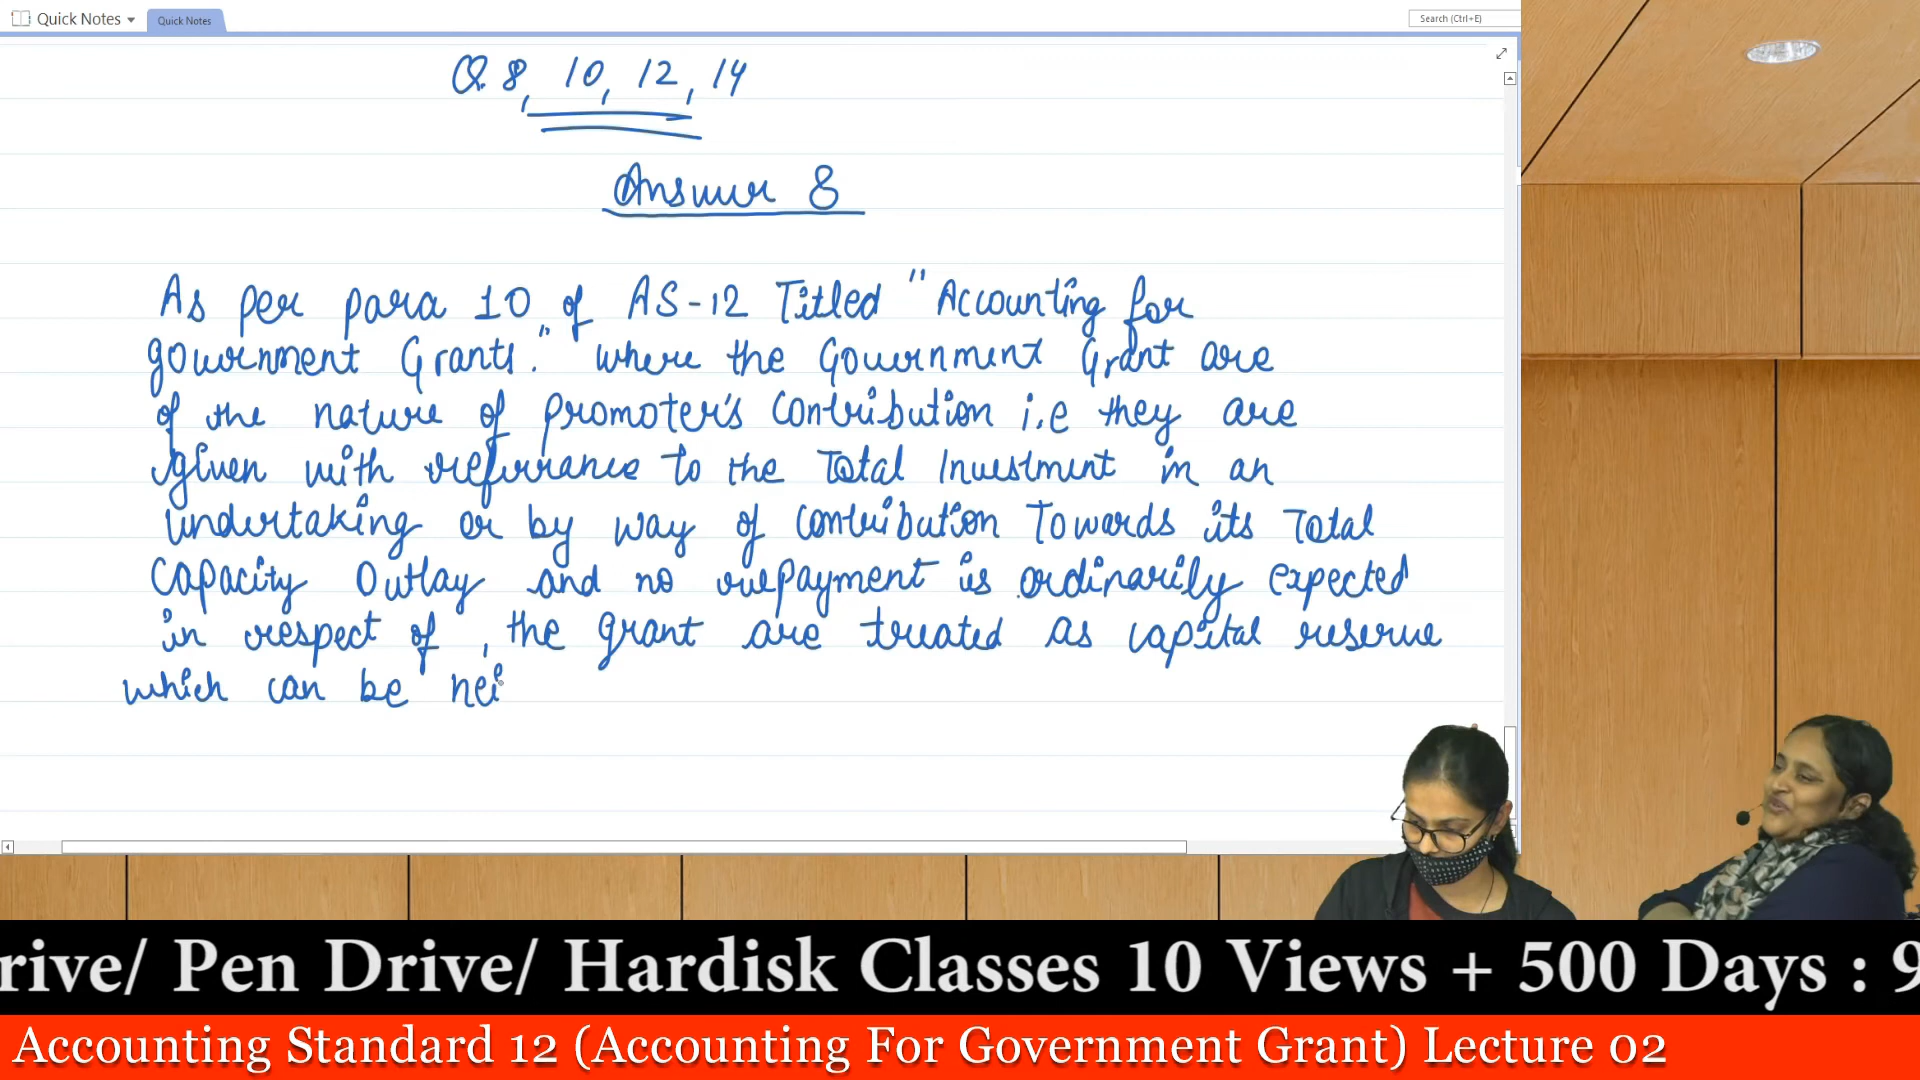 Quick Notes
Quick Notes
Search (Ctrl+E)
Q. 8, 10, 12, 14
Answer 8
As per para 10 of AS-12 Titled "Accounting for
Government Grants." where the Government Grant are
of the nature of promoter's Contribution i.e they are
given with referrance to the Total Investment in an
undertaking or by way of Contribution Towards its Total
Capacity Outlay and no repayment is ordinarily expected
in respect of, the grant are treated as capital reserve
which can be nei
rive/ Pen Drive/ Hardisk Classes 10 Views + 500 Days : 9
Accounting Standard 12 (Accounting For Government Grant) Lecture 02